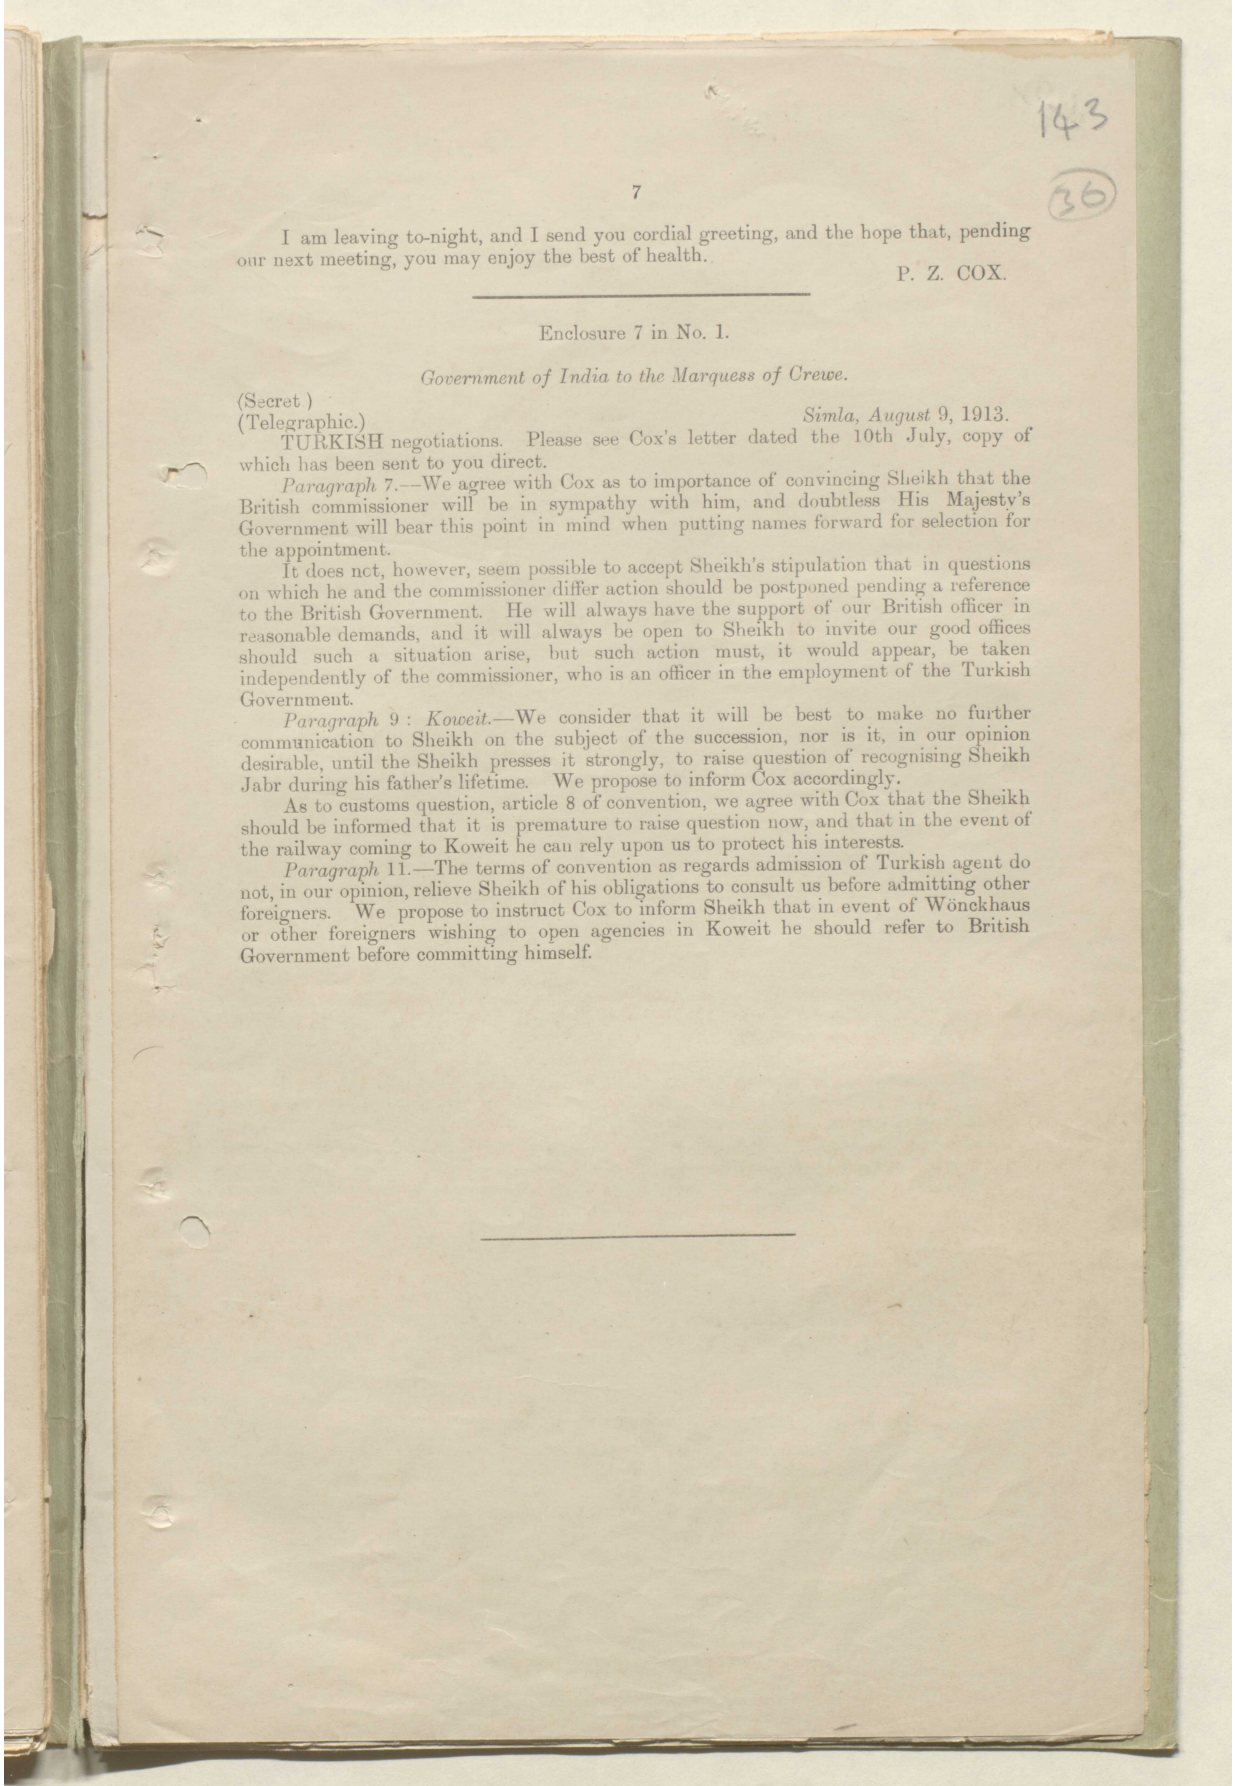 143
36
7
I am leaving to-night, and I send you cordial greeting, and the hope that, pending
our next meeting, you may enjoy the best of health.
P. Z. COX.
Enclosure 7 in No. 1.
Government of India to the Marquess of Crewe.
(Secret.)
(Telegraphic.) Simla, August 9, 1913.
TURKISH negotiations. Please see Cox's letter dated the 10th July, copy of
which has been sent to you direct.
Paragraph 7.—We agree with Cox as to importance of convincing Sheikh that the
British commissioner will be in sympathy with him, and doubtless His Majesty's
Government will bear this point in mind when putting names forward for selection for
the appointment.
It does not, however, seem possible to accept Sheikh's stipulation that in questions
on which he and the commissioner differ action should be postponed pending a reference
to the British Government. He will always have the support of our British officer in
reasonable demands, and it will always be open to Sheikh to invite our good offices
should such a situation arise, but such action must, it would appear, be taken
independently of the commissioner, who is an officer in the employment of the Turkish
Government.
Paragraph 9 : Koweit.—We consider that it will be best to make no further
communication to Sheikh on the subject of the succession, nor is it, in our opinion
desirable, until the Sheikh presses it strongly, to raise question of recognising Sheikh
Jabr during his father's lifetime. We propose to inform Cox accordingly.
As to customs question, article 8 of convention, we agree with Cox that the Sheikh
should be informed that it is premature to raise question now, and that in the event of
the railway coming to Koweit he can rely upon us to protect his interests.
Paragraph 11.—The terms of convention as regards admission of Turkish agent do
not, in our opinion, relieve Sheikh of his obligations to consult us before admitting other
foreigners. We propose to instruct Cox to inform Sheikh that in event of Wönckhaus
or other foreigners wishing to open agencies in Koweit he should refer to British
Government before committing himself.